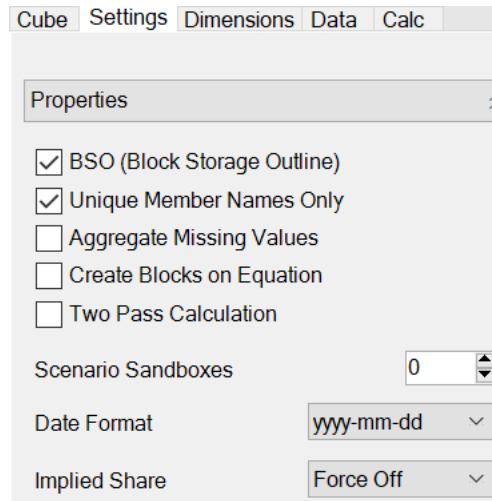 Cube Settings Dimensions Data Calc
Properties
BSO (Block Storage Outline)
Unique Member Names Only
Aggregate Missing Values
Create Blocks on Equation
Two Pass Calculation
Scenario Sandboxes 0
Date Format yyyy-mm-dd
Implied Share Force Off